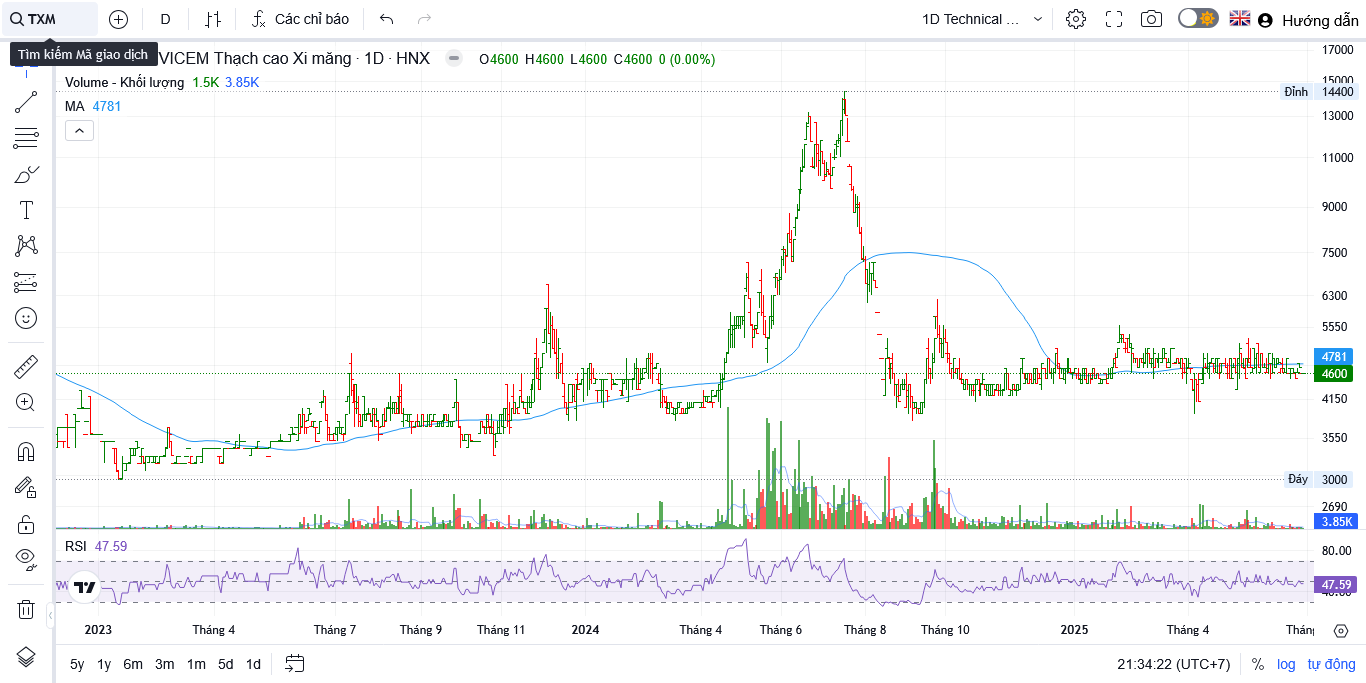 TXM D Các chỉ báo 1D Technical ... Hướng dẫn
Tìm kiếm Mã giao dịch
VICEM Thạch cao Xi măng · 1D · HNX O4600 H4600 L4600 C4600 0 (0.00%)
Volume - Khối lượng 1.5K 3.85K
MA 4781
17000
15000
Đỉnh 14400
13000
11000
9000
7500
6300
5550
4781
4600
4150
3550
Đáy 3000
2690
3.85K
RSI 47.59
80.00
47.59
40.00
2023 Tháng 4 Tháng 7 Tháng 9 Tháng 11 2024 Tháng 4 Tháng 6 Tháng 8 Tháng 10 2025 Tháng 4 Thán
5y 1y 6m 3m 1m 5d 1d 21:34:22 (UTC+7) % log tự động